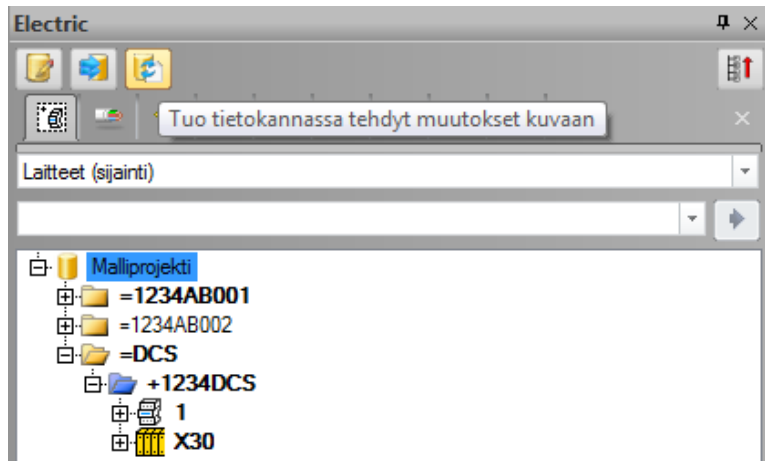 Electric
Tuo tietokannassa tehdyt muutokset kuvaan
Laitteet (sijainti)
Malliprojekti
=1234AB001
=1234AB002
=DCS
+1234DCS
1
X30